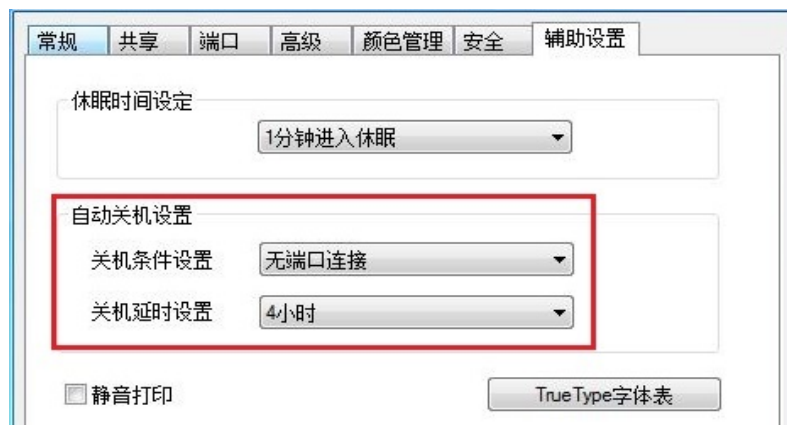 常规 共享 端口 高级 颜色管理 安全 辅助设置
休眠时间设定
1分钟进入休眠
自动关机设置
关机条件设置 无端口连接
关机延时设置 4小时
静音打印 TrueType字体表